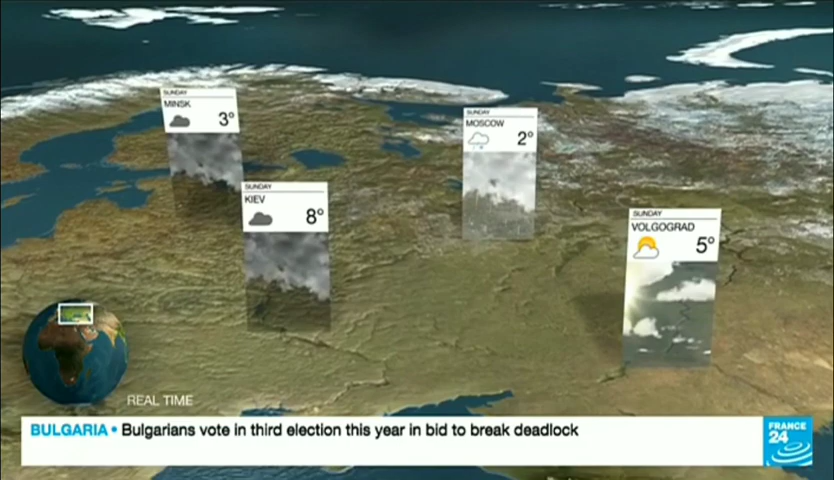 SUNDAY
MINSK
3°
SUNDAY
MOSCOW
2°
SUNDAY
KIEV
8°
SUNDAY
VOLGOGRAD
5°
REAL TIME
BULGARIA • Bulgarians vote in third election this year in bid to break deadlock
FRANCE
24